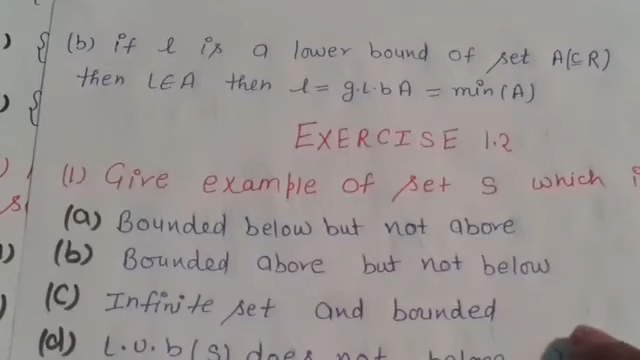 (b) if l is a lower bound of set A(⊆R)
then l∈A then l = g.l.b A = min(A)
EXERCISE 1.2
(1) Give example of set S which
(a) Bounded below but not above
(b) Bounded above but not below
(c) Infinite set and bounded
(d) L.U.b(S) does not